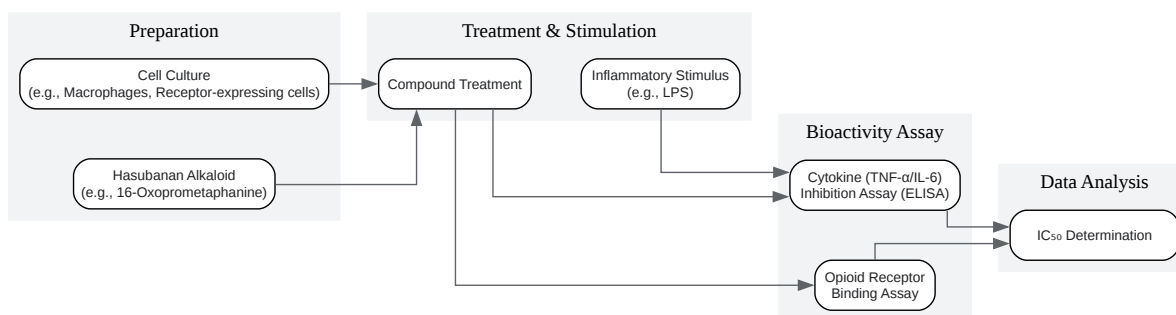 Preparation
Cell Culture
(e.g., Macrophages, Receptor-expressing cells)
Hasubanan Alkaloid
(e.g., 16-Oxoprometaphanine)
Treatment & Stimulation
Compound Treatment
Inflammatory Stimulus
(e.g., LPS)
Bioactivity Assay
Cytokine (TNF-α/IL-6)
Inhibition Assay (ELISA)
Opioid Receptor
Binding Assay
Data Analysis
IC₅₀ Determination